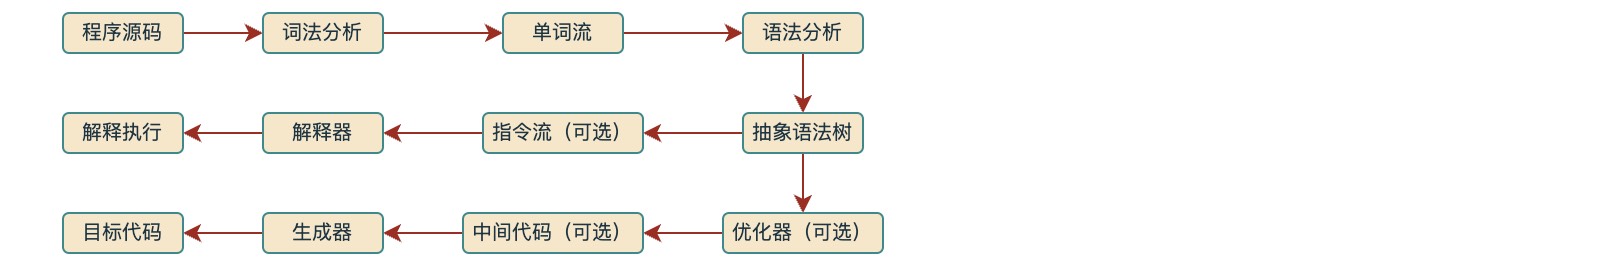 程序源码
词法分析
单词流
语法分析
解释执行
解释器
指令流（可选）
抽象语法树
目标代码
生成器
中间代码（可选）
优化器（可选）